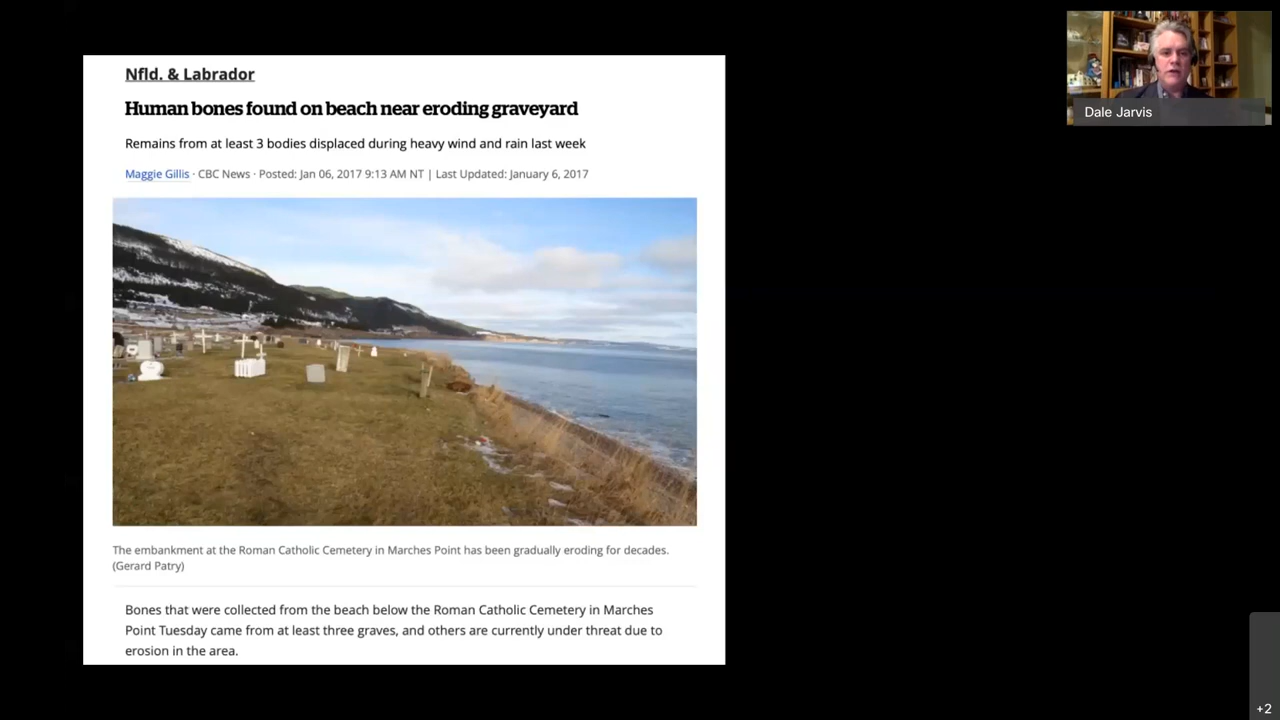 Nfld. & Labrador
Human bones found on beach near eroding graveyard
Remains from at least 3 bodies displaced during heavy wind and rain last week
Maggie Gillis · CBC News · Posted: Jan 06, 2017 9:13 AM NT | Last Updated: January 6, 2017
The embankment at the Roman Catholic Cemetery in Marches Point has been gradually eroding for decades.
(Gerard Patry)
Bones that were collected from the beach below the Roman Catholic Cemetery in Marches
Point Tuesday came from at least three graves, and others are currently under threat due to
erosion in the area.
Dale Jarvis
+2